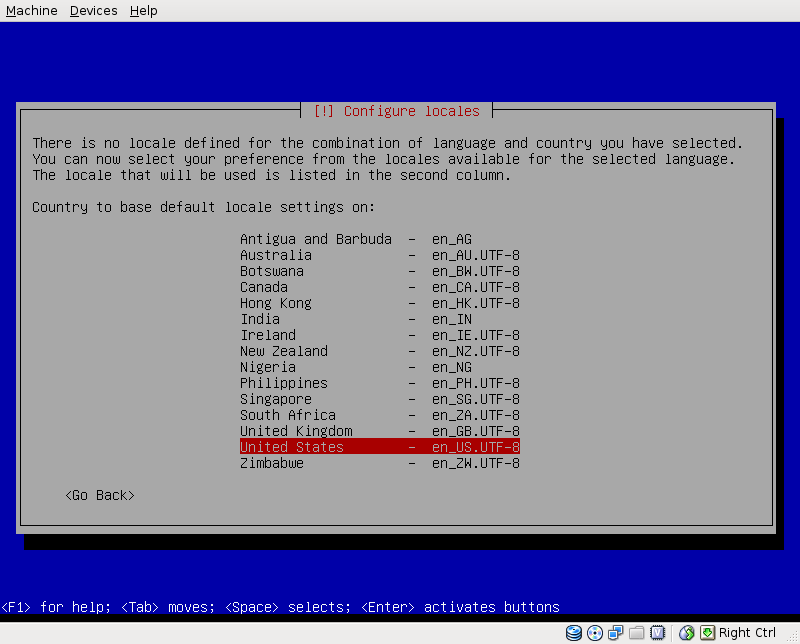 Machine Devices Help
[!] Configure locales
There is no locale defined for the combination of language and country you have selected.
You can now select your preference from the locales available for the selected language.
The locale that will be used is listed in the second column.
Country to base default locale settings on:
Antigua and Barbuda - en_AG
Australia - en_AU.UTF-8
Botswana - en_BW.UTF-8
Canada - en_CA.UTF-8
Hong Kong - en_HK.UTF-8
India - en_IN
Ireland - en_IE.UTF-8
New Zealand - en_NZ.UTF-8
Nigeria - en_NG
Philippines - en_PH.UTF-8
Singapore - en_SG.UTF-8
South Africa - en_ZA.UTF-8
United Kingdom - en_GB.UTF-8
United States - en_US.UTF-8
Zimbabwe - en_ZW.UTF-8
<Go Back>
<F1> for help; <Tab> moves; <Space> selects; <Enter> activates buttons
Right Ctrl